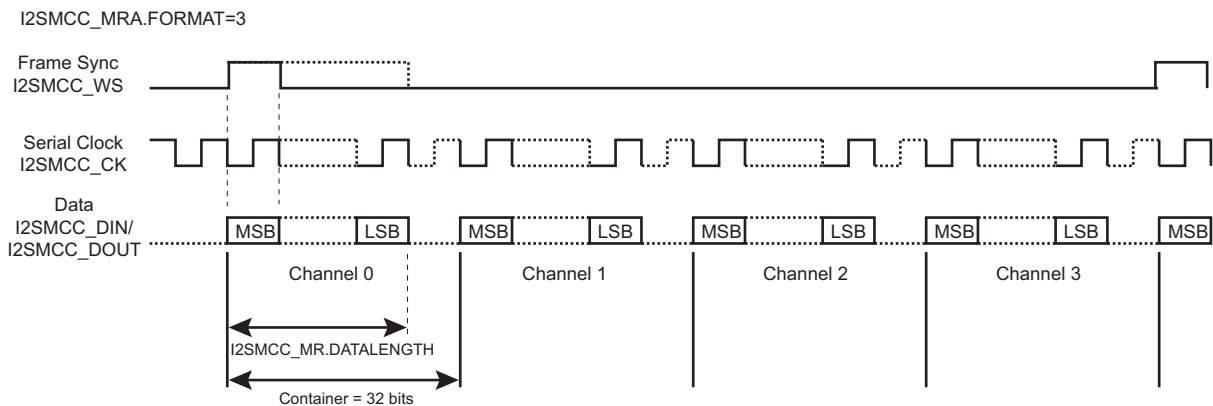 I2SMCC_MRA.FORMAT=3
Frame Sync
I2SMCC_WS
Serial Clock
I2SMCC_CK
Data
I2SMCC_DIN/
I2SMCC_DOUT
MSB LSB MSB LSB MSB LSB MSB LSB MSB
Channel 0 Channel 1 Channel 2 Channel 3
I2SMCC_MR.DATALENGTH
Container = 32 bits